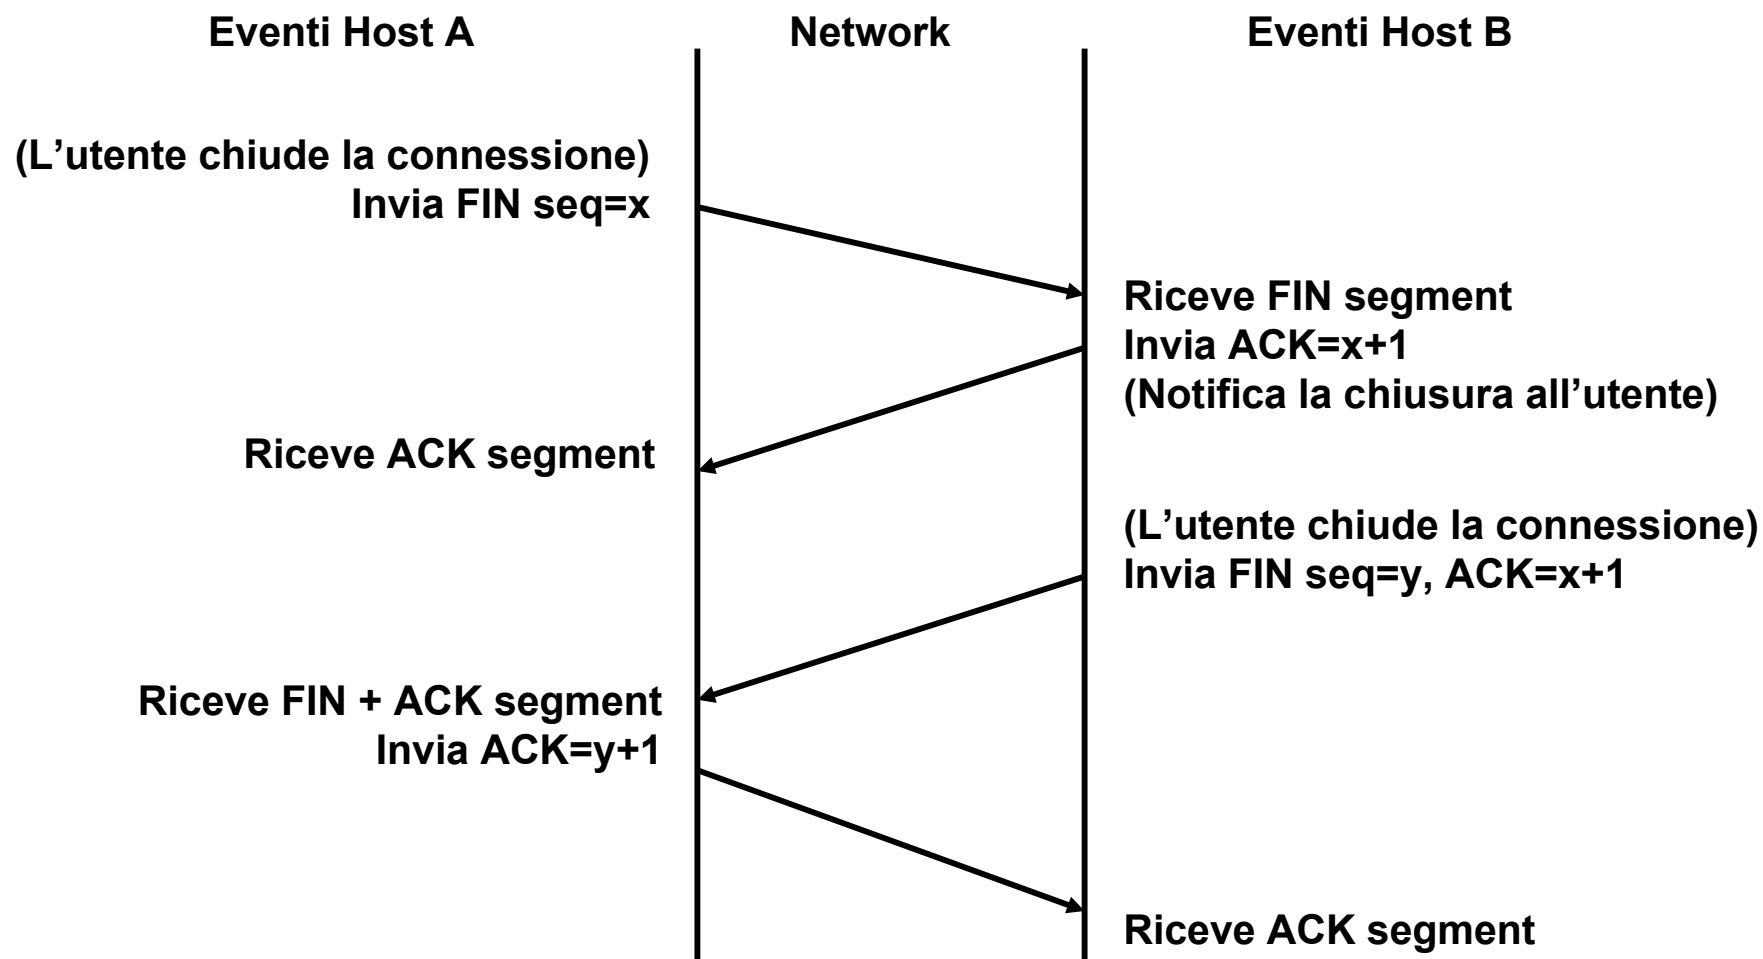 Eventi Host A
Network
Eventi Host B
(L’utente chiude la connessione)
Invia FIN seq=x
Riceve FIN segment
Invia ACK=x+1
(Notifica la chiusura all’utente)
Riceve ACK segment
(L’utente chiude la connessione)
Invia FIN seq=y, ACK=x+1
Riceve FIN + ACK segment
Invia ACK=y+1
Riceve ACK segment